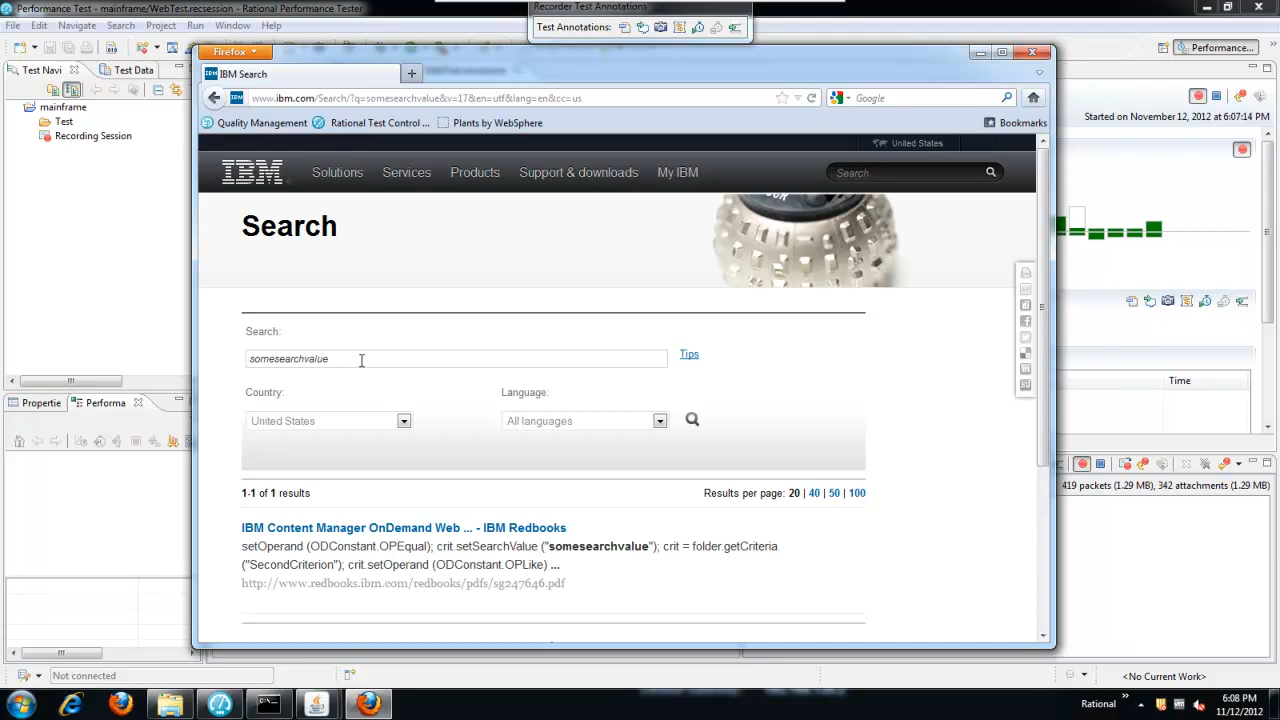 Performance Test - mainframe/WebTest.recsession - Rational Performance Tester
Recorder Test Annotations
File Edit Navigate Search Project Run Window Help
Test Annotations:
Firefox
Performance...
Test Navi
Test Data
IBM Search
www.ibm.com/Search/?q=somesearchvalue&v=17&en=utf&lang=en&cc=us
Google
Quality Management
Rational Test Control ...
Plants by WebSphere
Bookmarks
mainframe
Test
Recording Session
Started on November 12, 2012 at 6:07:14 PM
United States
IBM
Solutions
Services
Products
Support & downloads
My IBM
Search
Search
Search:
somesearchvalue
Tips
Country:
Language:
United States
All languages
Time
Propertie
Performa
1-1 of 1 results
Results per page: 20 | 40 | 50 | 100
419 packets (1.29 MB), 342 attachments (1.29 MB)
IBM Content Manager OnDemand Web ... - IBM Redbooks
setOperand (ODConstant.OPEqual); crit.setSearchValue ("somesearchvalue"); crit = folder.getCriteria
("SecondCriterion"); crit.setOperand (ODConstant.OPLike) ...
http://www.redbooks.ibm.com/redbooks/pdfs/sg247646.pdf
Not connected
<No Current Work>
Rational
6:08 PM
11/12/2012